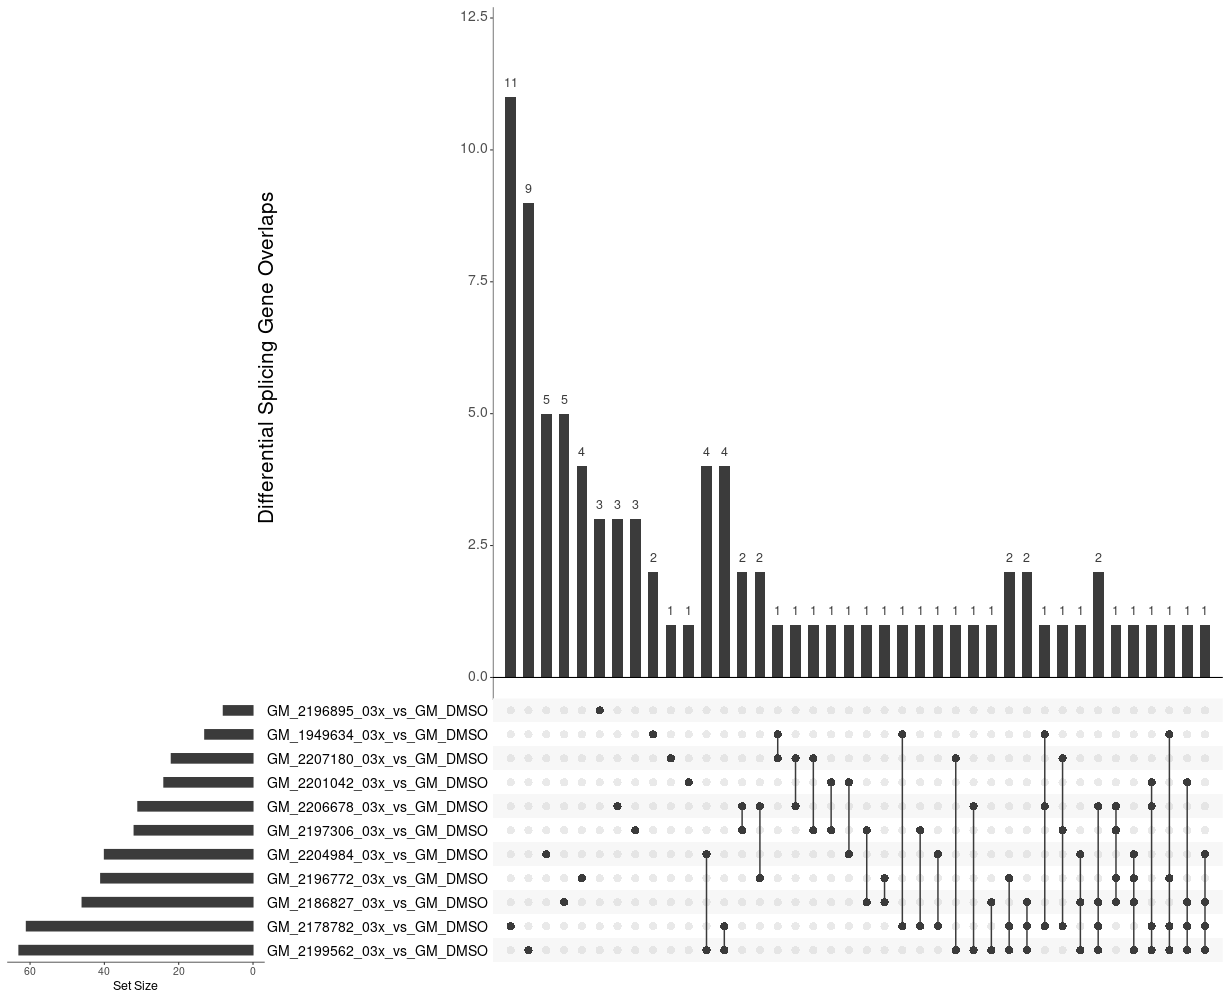 12.5
10.0
7.5
5.0
2.5
0.0
Differential Splicing Gene Overlaps
11
9
5 5
4
3 3 3
2
1 1
4 4
2 2
1 1 1 1 1 1 1 1 1 1 1 1 1
2 2
1 1 1
2
1 1 1 1 1 1
GM_2196895_03x_vs_GM_DMSO
GM_1949634_03x_vs_GM_DMSO
GM_2207180_03x_vs_GM_DMSO
GM_2201042_03x_vs_GM_DMSO
GM_2206678_03x_vs_GM_DMSO
GM_2197306_03x_vs_GM_DMSO
GM_2204984_03x_vs_GM_DMSO
GM_2196772_03x_vs_GM_DMSO
GM_2186827_03x_vs_GM_DMSO
GM_2178782_03x_vs_GM_DMSO
GM_2199562_03x_vs_GM_DMSO
60 40 20 0
Set Size